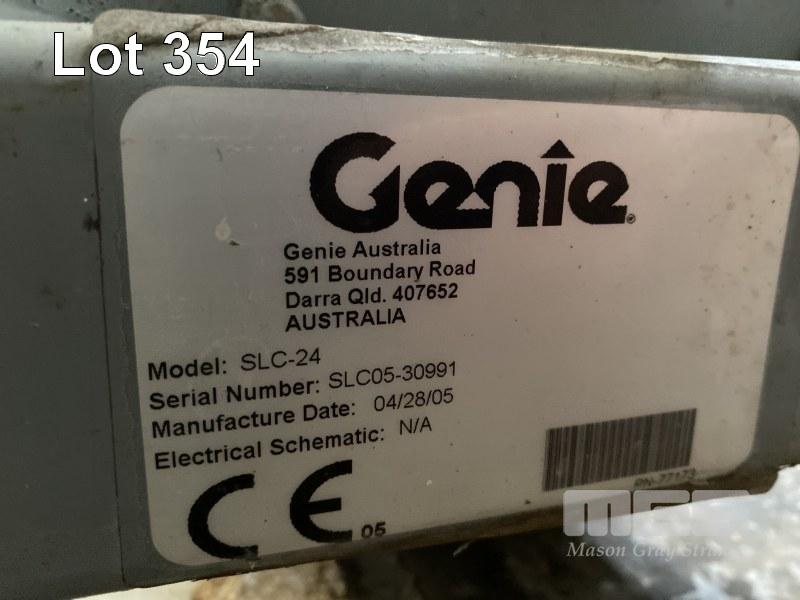 Lot 354
Genie
Genie Australia
591 Boundary Road
Darra Qld. 407652
AUSTRALIA
Model: SLC-24
Serial Number: SLC05-30991
Manufacture Date: 04/28/05
Electrical Schematic: N/A
CE 05
Mason Gray